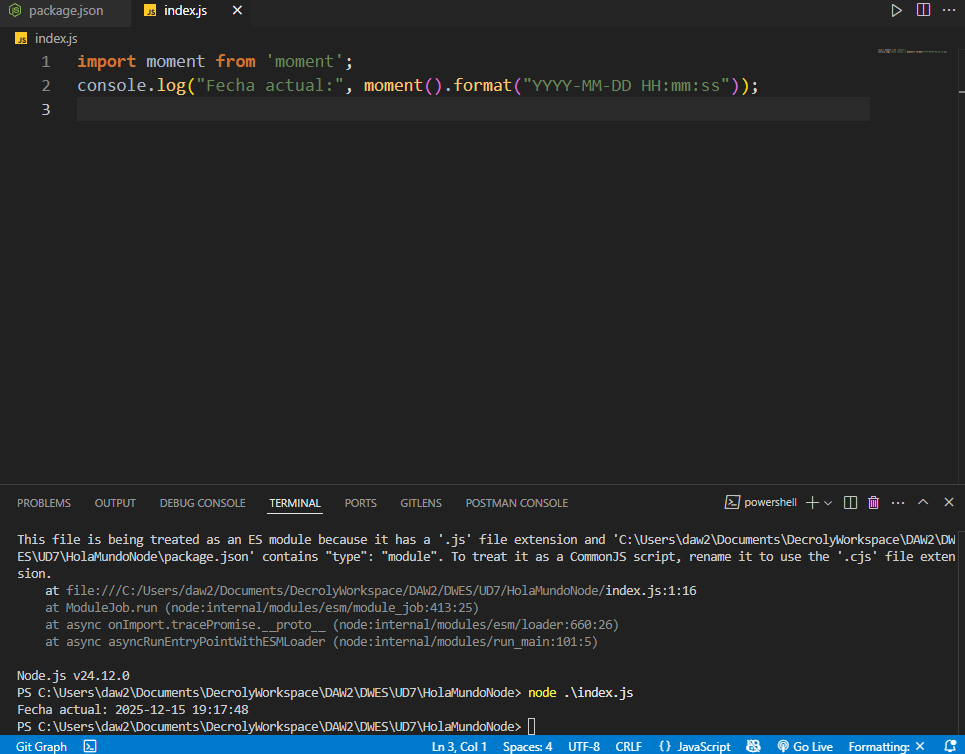 package.json
JS index.js
JS index.js
1 import moment from 'moment';
2 console.log("Fecha actual:", moment().format("YYYY-MM-DD HH:mm:ss"));
3
PROBLEMS OUTPUT DEBUG CONSOLE TERMINAL PORTS GITLENS POSTMAN CONSOLE powershell
This file is being treated as an ES module because it has a '.js' file extension and 'C:\Users\daw2\Documents\DecrolyWorkspace\DAW2\DW
ES\UD7\HolaMundoNode\package.json' contains "type": "module". To treat it as a CommonJS script, rename it to use the '.cjs' file exten
sion.
at file:///C:/Users/daw2/Documents/DecrolyWorkspace/DAW2/DWES/UD7/HolaMundoNode/index.js:1:16
at ModuleJob.run (node:internal/modules/esm/module_job:413:25)
at async onImport.tracePromise.__proto__ (node:internal/modules/esm/loader:660:26)
at async asyncRunEntryPointWithESMLoader (node:internal/modules/run_main:101:5)
Node.js v24.12.0
PS C:\Users\daw2\Documents\DecrolyWorkspace\DAW2\DWES\UD7\HolaMundoNode> node .\index.js
Fecha actual: 2025-12-15 19:17:48
PS C:\Users\daw2\Documents\DecrolyWorkspace\DAW2\DWES\UD7\HolaMundoNode>
Git Graph Ln 3, Col 1 Spaces: 4 UTF-8 CRLF {} JavaScript Go Live Formatting: ×